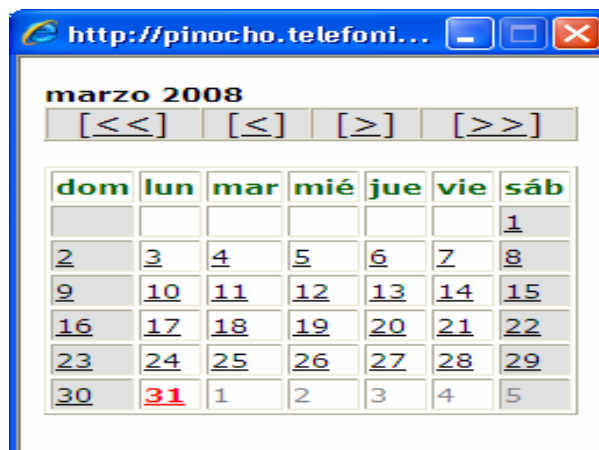 http://pinocho.telefoni...
marzo 2008
[<<] [<] [>] [>>]
dom lun mar mié jue vie sáb
1
2 3 4 5 6 7 8
9 10 11 12 13 14 15
16 17 18 19 20 21 22
23 24 25 26 27 28 29
30 31 1 2 3 4 5